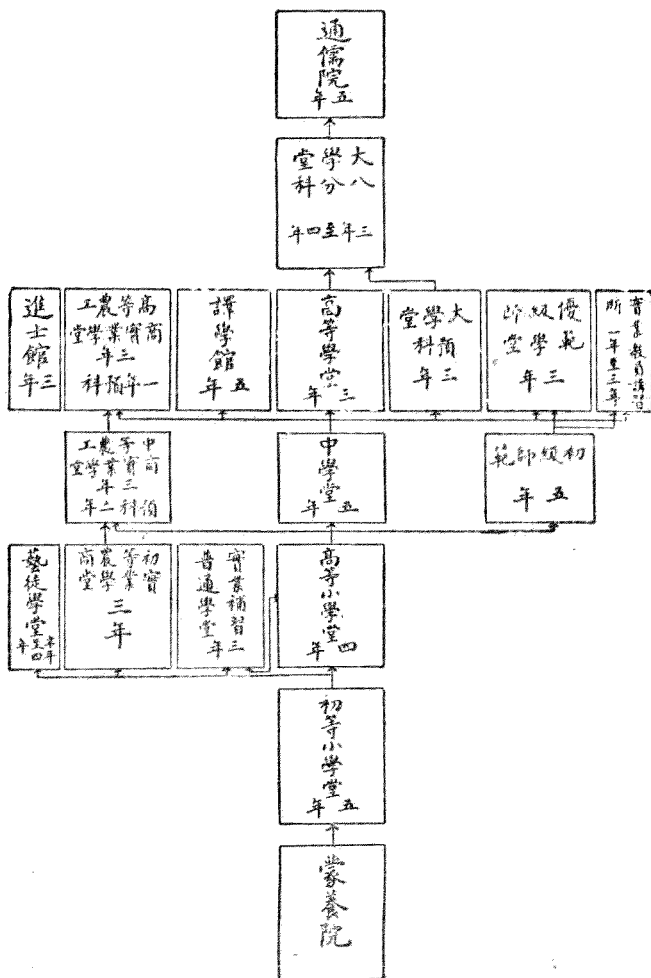 通儒院
五年
大學堂
八分科
三年至四年
實業教員講習
所 一年至三年
優級師
範學堂
三年
大學堂
預科
三年
高等學堂
三年
譯學館
五年
高等農工
商實業學堂
三年
一年預科
進士館
三年
初級師範
五年
中學堂
五年
中等農工
商實業學堂
三年
預科二年
高等小學堂
四年
實業補習
普通學堂
三年
初等農商
實業學堂
三年
藝徒學堂
半年至四年
初等小學堂
五年
蒙養院